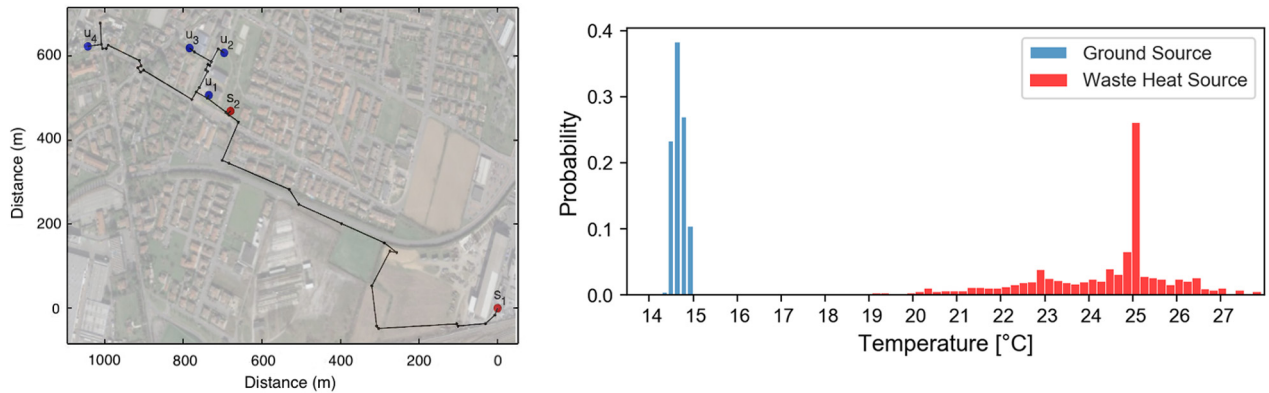 u4
u3
u2
u1
s2
s1
600
400
200
0
1000
800
600
400
200
0
Distance (m)
Distance (m)
0.4
0.3
0.2
0.1
0.0
Probability
Ground Source
Waste Heat Source
14 15 16 17 18 19 20 21 22 23 24 25 26 27
Temperature [°C]